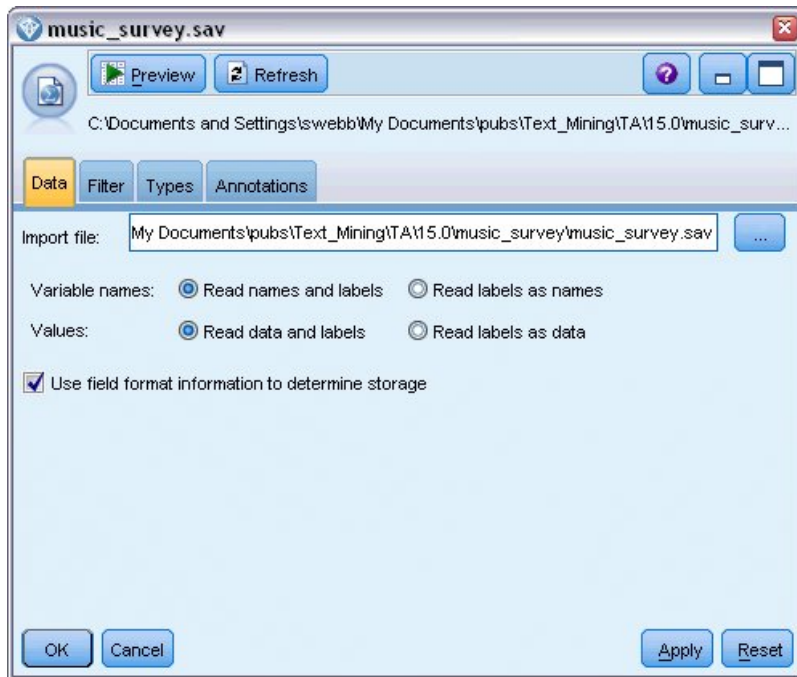 music_survey.sav
Preview Refresh
C:\Documents and Settings\swebb\My Documents\pubs\Text_Mining\TA\15.0\music_surv...
Data Filter Types Annotations
Import file: My Documents\pubs\Text_Mining\TA\15.0\music_survey\music_survey.sav ...
Variable names: Read names and labels Read labels as names
Values: Read data and labels Read labels as data
Use field format information to determine storage
OK Cancel Apply Reset